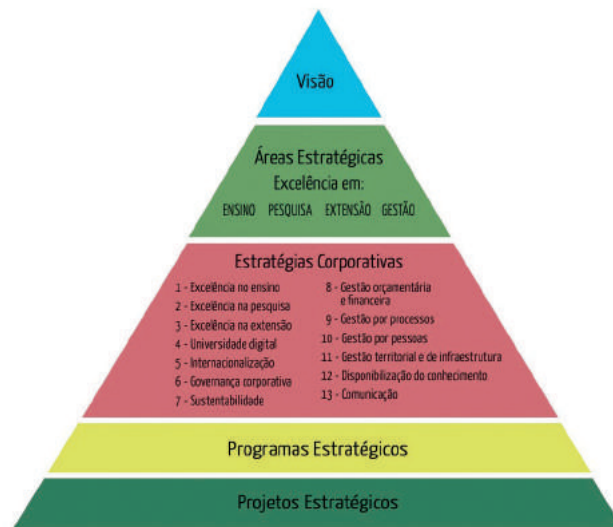 Visão
Áreas Estratégicas
Excelência em:
ENSINO PESQUISA EXTENSÃO GESTÃO
Estratégias Corporativas
1 - Excelência no ensino
2 - Excelência na pesquisa
3 - Excelência na extensão
4 - Universidade digital
5 - Internacionalização
6 - Governança corporativa
7 - Sustentabilidade
8 - Gestão orçamentária
e financeira
9 - Gestão por processos
10 - Gestão por pessoas
11 - Gestão territorial e de infraestrutura
12 - Disponibilização do conhecimento
13 - Comunicação
Programas Estratégicos
Projetos Estratégicos